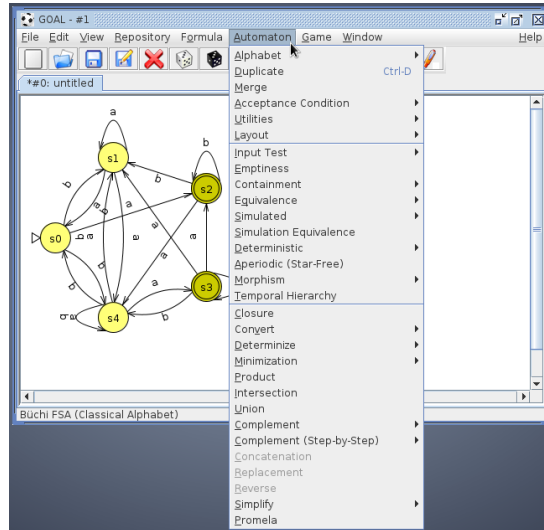 GOAL - #1
File Edit View Repository Formula Automaton Game Window Help
*#0: untitled
Alphabet
Duplicate Ctrl-D
Merge
Acceptance Condition
Utilities
Layout
Input Test
Emptiness
Containment
Equivalence
Simulated
Simulation Equivalence
Deterministic
Aperiodic (Star-Free)
Morphism
Temporal Hierarchy
Closure
Convert
Determinize
Minimization
Product
Intersection
Union
Complement
Complement (Step-by-Step)
Concatenation
Replacement
Reverse
Simplify
Promela
a
s1
b
s2
b
b
a
b
a
a
a
s0
b
a
a
a
b
b
a
s3
b
a
s4
b
Büchi FSA (Classical Alphabet)